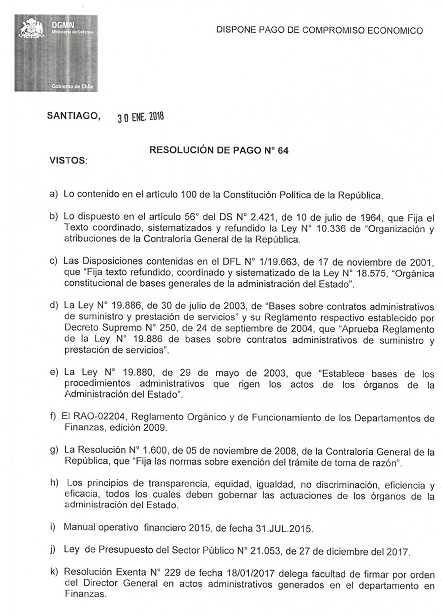 DGMN
Ministerio de Defensa
Gobierno de Chile
DISPONE PAGO DE COMPROMISO ECONOMICO
SANTIAGO, 30 ENE. 2018
RESOLUCIÓN DE PAGO N° 64
VISTOS:
a) Lo contenido en el artículo 100 de la Constitución Política de la República.
b) Lo dispuesto en el artículo 56° del DS N° 2.421, de 10 de julio de 1964, que Fija el
Texto coordinado, sistematizados y refundido la Ley N° 10.336 de “Organización y
atribuciones de la Contraloría General de la República.
c) Las Disposiciones contenidas en el DFL N° 1/19.663, de 17 de noviembre de 2001,
que “Fija texto refundido, coordinado y sistematizado de la Ley N° 18.575, “Orgánica
constitucional de bases generales de la administración del Estado”.
d) La Ley N° 19.886, de 30 de julio de 2003, de “Bases sobre contratos administrativos
de suministro y prestación de servicios” y su Reglamento respectivo establecido por
Decreto Supremo N° 250, de 24 de septiembre de 2004, que “Aprueba Reglamento
de la Ley N° 19.886 de bases sobre contratos administrativos de suministro y
prestación de servicios”.
e) La Ley N° 19.880, de 29 de mayo de 2003, que “Establece bases de los
procedimientos administrativos que rigen los actos de los órganos de la
Administración del Estado”.
f) El RAO-02204, Reglamento Orgánico y de Funcionamiento de los Departamentos de
Finanzas, edición 2009.
g) La Resolución N° 1.600, de 05 de noviembre de 2008, de la Contraloría General de la
República, que “Fija las normas sobre exención del trámite de toma de razón”.
h) Los principios de transparencia, equidad, igualdad, no discriminación, eficiencia y
eficacia, todos los cuales deben gobernar las actuaciones de los órganos de la
administración del Estado.
i) Manual operativo financiero 2015, de fecha 31.JUL.2015.
j) Ley de Presupuesto del Sector Público N° 21.053, de 27 de diciembre del 2017.
k) Resolución Exenta N° 229 de fecha 18/01/2017 delega facultad de firmar por orden
del Director General en actos administrativos generados en el departamento en
Finanzas.